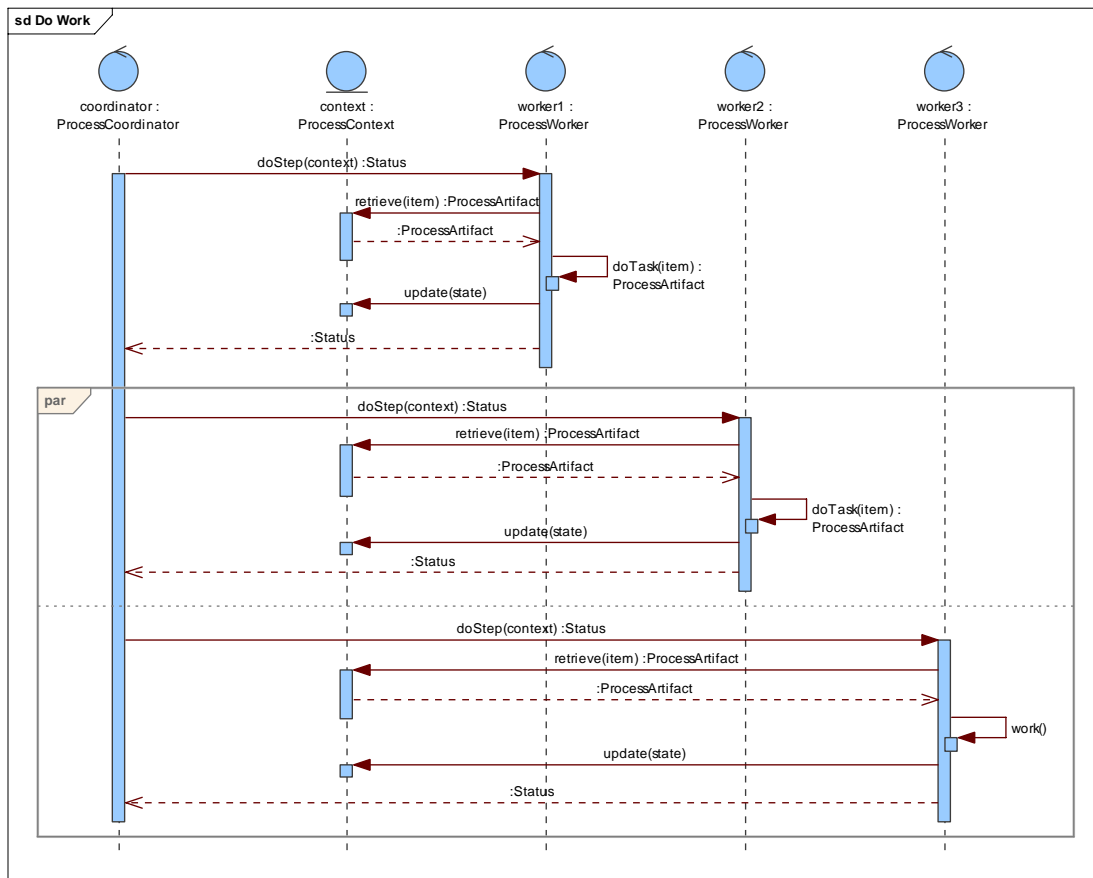 sd Do Work
coordinator :
ProcessCoordinator
context :
ProcessContext
worker1 :
ProcessWorker
worker2 :
ProcessWorker
worker3 :
ProcessWorker
doStep(context) :Status
retrieve(item) :ProcessArtifact
:ProcessArtifact
doTask(item) :
ProcessArtifact
update(state)
:Status
par
doStep(context) :Status
retrieve(item) :ProcessArtifact
:ProcessArtifact
doTask(item) :
ProcessArtifact
update(state)
:Status
doStep(context) :Status
retrieve(item) :ProcessArtifact
:ProcessArtifact
work()
update(state)
:Status